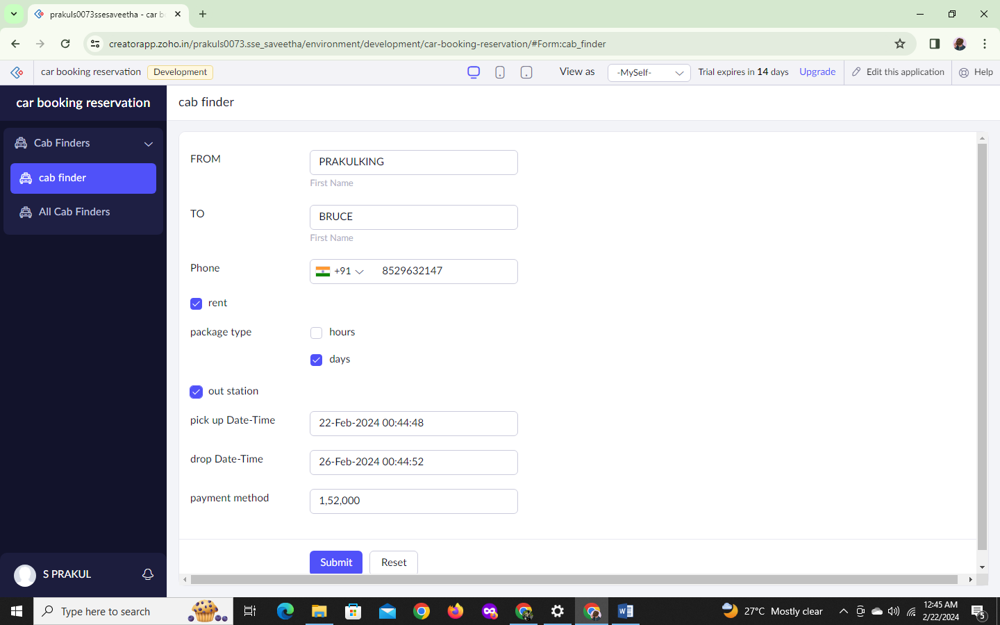 prakuls0073ssesaveetha - car b
creatorapp.zoho.in/prakuls0073.sse_saveetha/environment/development/car-booking-reservation/#Form:cab_finder
car booking reservation Development View as -MySelf- Trial expires in 14 days Upgrade Edit this application Help
car booking reservation
cab finder
Cab Finders
cab finder
All Cab Finders
FROM PRAKULKING
First Name
TO BRUCE
First Name
Phone +91 8529632147
rent
package type hours
days
out station
pick up Date-Time 22-Feb-2024 00:44:48
drop Date-Time 26-Feb-2024 00:44:52
payment method 1,52,000
Submit Reset
S PRAKUL
Type here to search
27°C Mostly clear
12:45 AM
2/22/2024
5